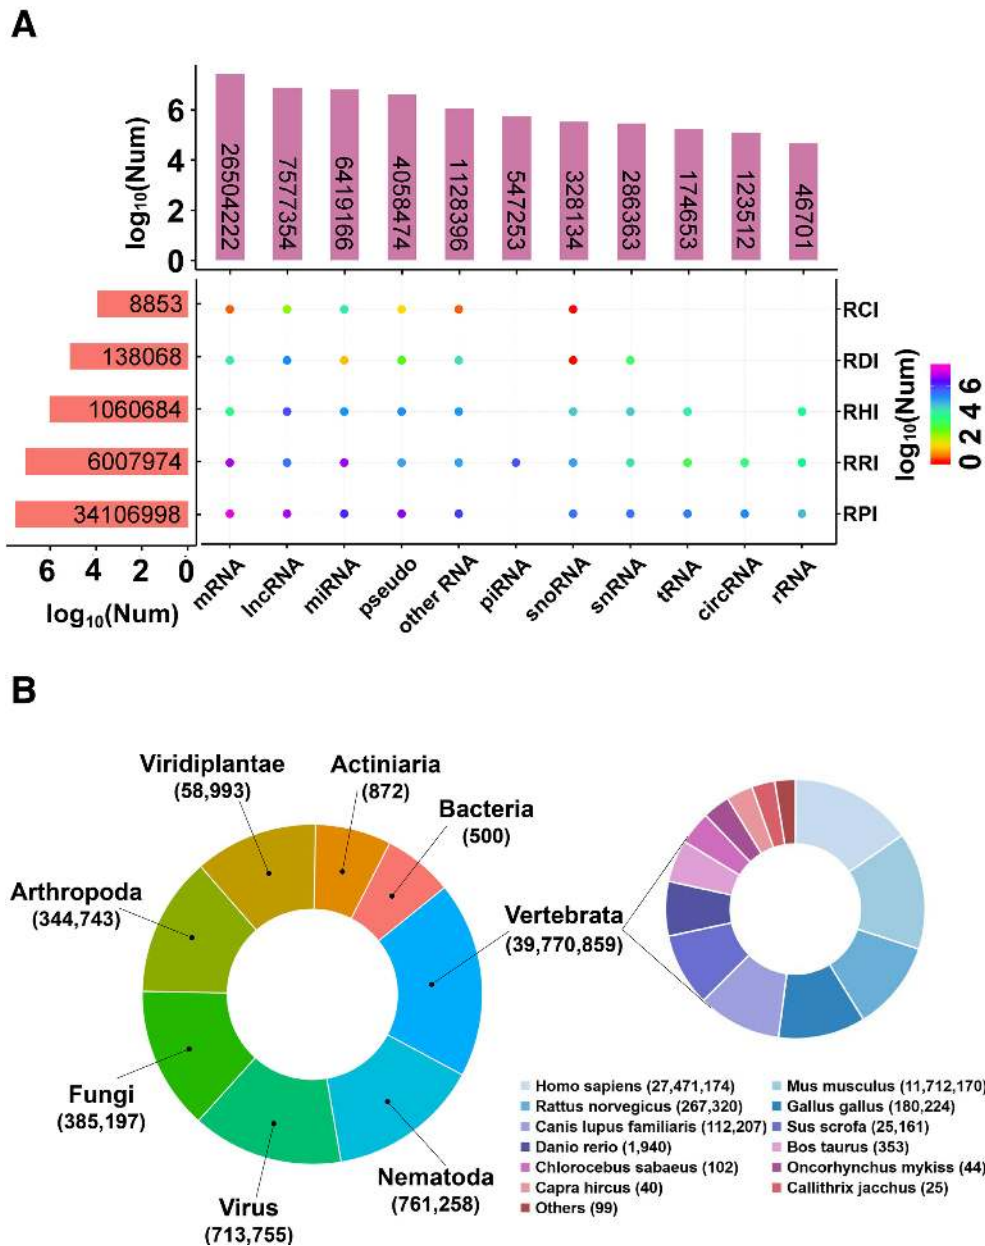 A
log₁₀(Num)
6
4
2
0
26504222
7577354
6419166
4058474
1128396
547253
328134
286363
174653
123512
46701
8853
138068
1060684
6007974
34106998
RCI
RDI
RHI
RRI
RPI
log₁₀(Num)
0 2 4 6
6 4 2 0
log₁₀(Num)
mRNA
lncRNA
miRNA
pseudo
other RNA
piRNA
snoRNA
snRNA
tRNA
circRNA
rRNA
B
Viridiplantae
(58,993)
Actiniaria
(872)
Bacteria
(500)
Arthropoda
(344,743)
Vertebrata
(39,770,859)
Fungi
(385,197)
Virus
(713,755)
Nematoda
(761,258)
Homo sapiens (27,471,174)
Mus musculus (11,712,170)
Rattus norvegicus (267,320)
Gallus gallus (180,224)
Canis lupus familiaris (112,207)
Sus scrofa (25,161)
Danio rerio (1,940)
Bos taurus (353)
Chlorocebus sabaeus (102)
Oncorhynchus mykiss (44)
Capra hircus (40)
Callithrix jacchus (25)
Others (99)